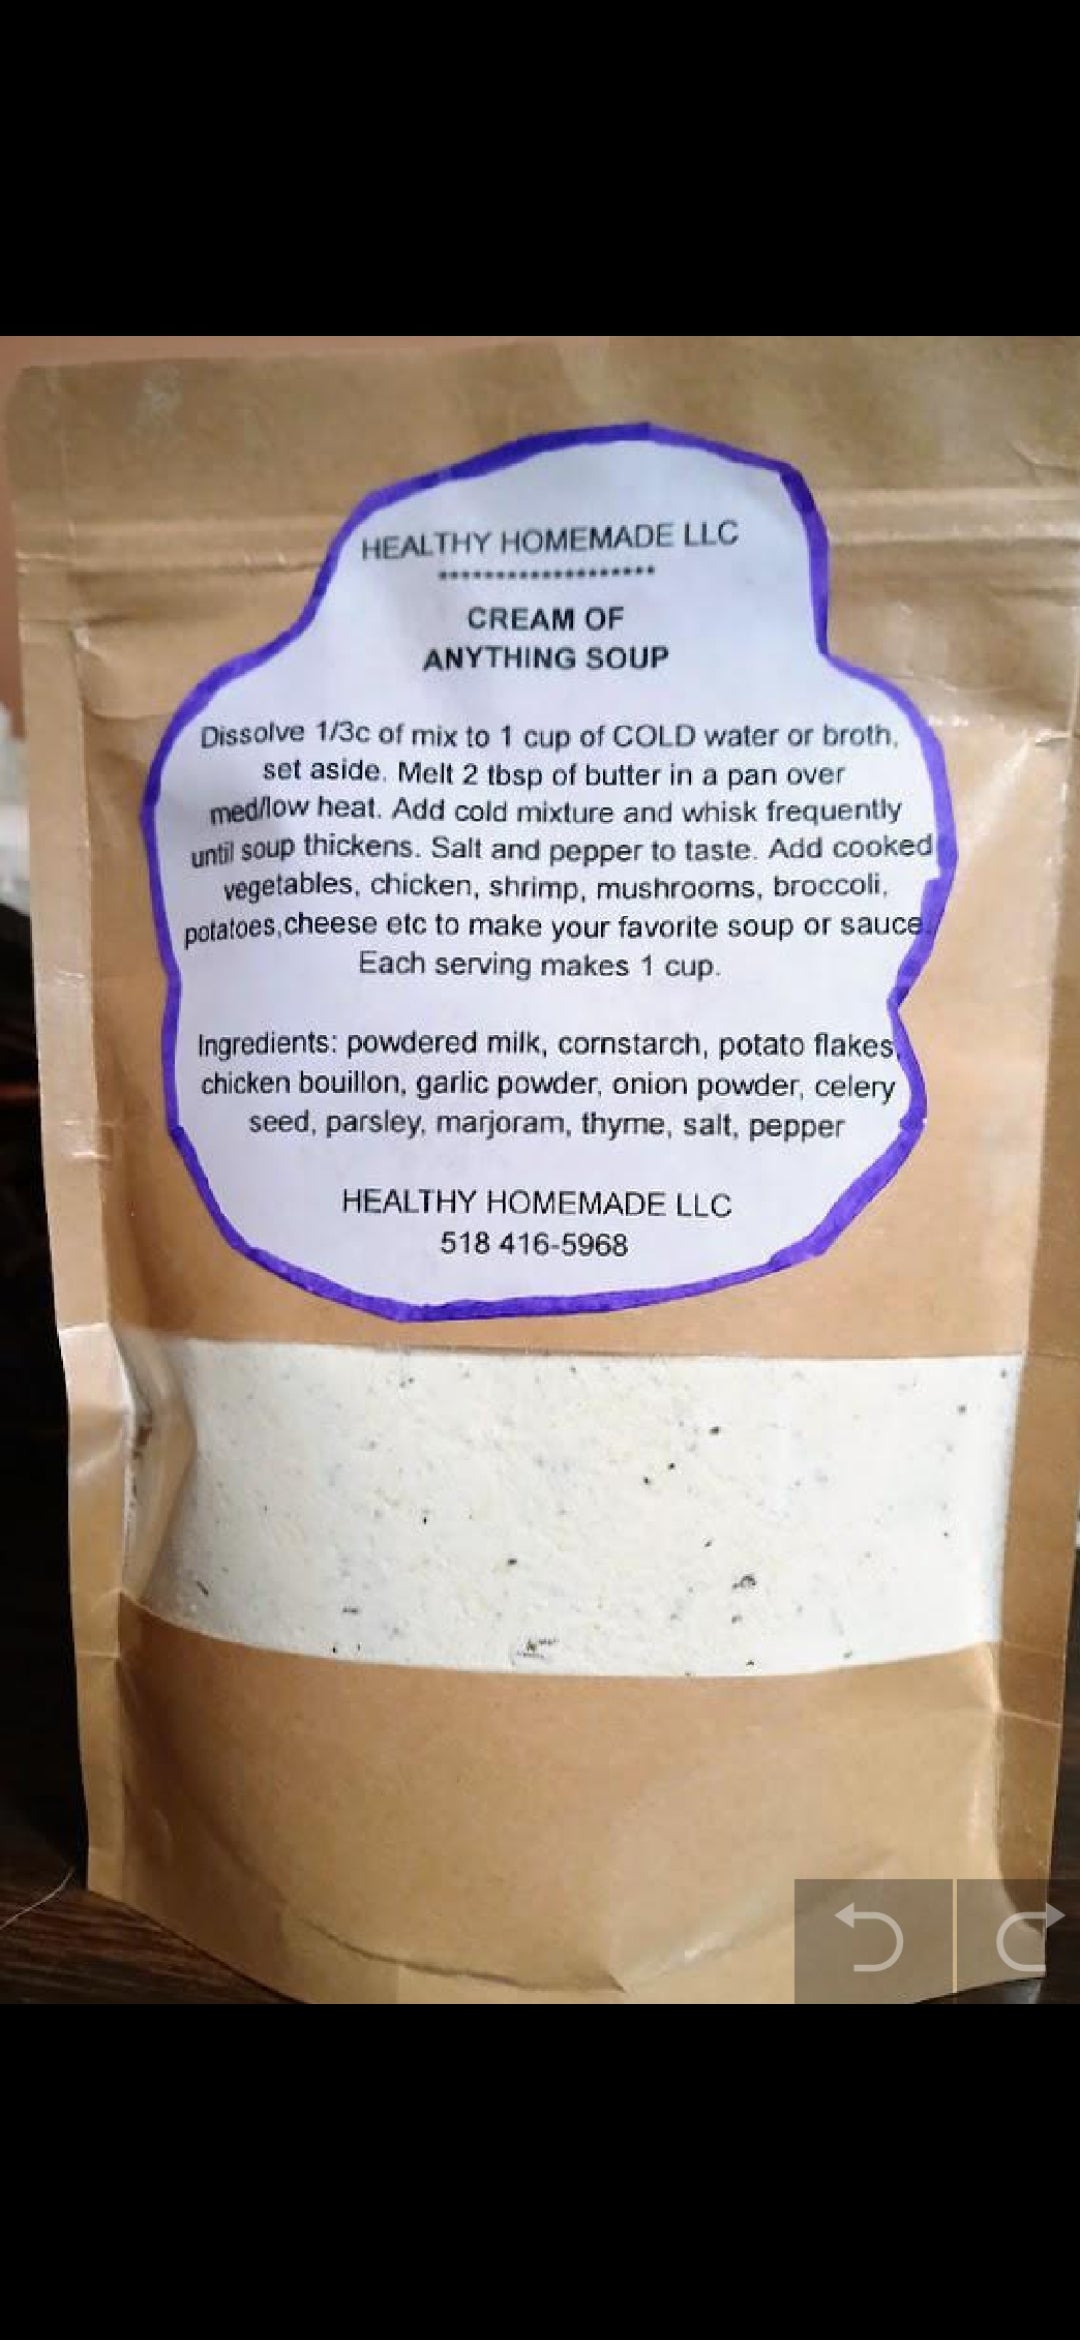 HEALTHY HOMEMADE LLC
********************
CREAM OF
ANYTHING SOUP
Dissolve 1/3c of mix to 1 cup of COLD water or broth,
set aside. Melt 2 tbsp of butter in a pan over
med/low heat. Add cold mixture and whisk frequently
until soup thickens. Salt and pepper to taste. Add cooked
vegetables, chicken, shrimp, mushrooms, broccoli,
potatoes,cheese etc to make your favorite soup or sauce.
Each serving makes 1 cup.
Ingredients: powdered milk, cornstarch, potato flakes,
chicken bouillon, garlic powder, onion powder, celery
seed, parsley, marjoram, thyme, salt, pepper
HEALTHY HOMEMADE LLC
518 416-5968